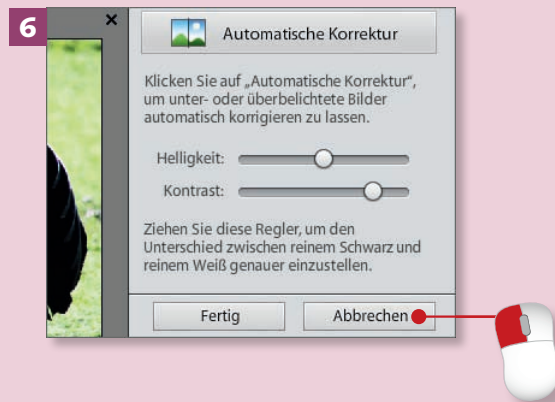 6
Automatische Korrektur
Klicken Sie auf „Automatische Korrektur“,
um unter- oder überbelichtete Bilder
automatisch korrigieren zu lassen.
Helligkeit:
Kontrast:
Ziehen Sie diese Regler, um den
Unterschied zwischen reinem Schwarz und
reinem Weiß genauer einzustellen.
Fertig Abbrechen